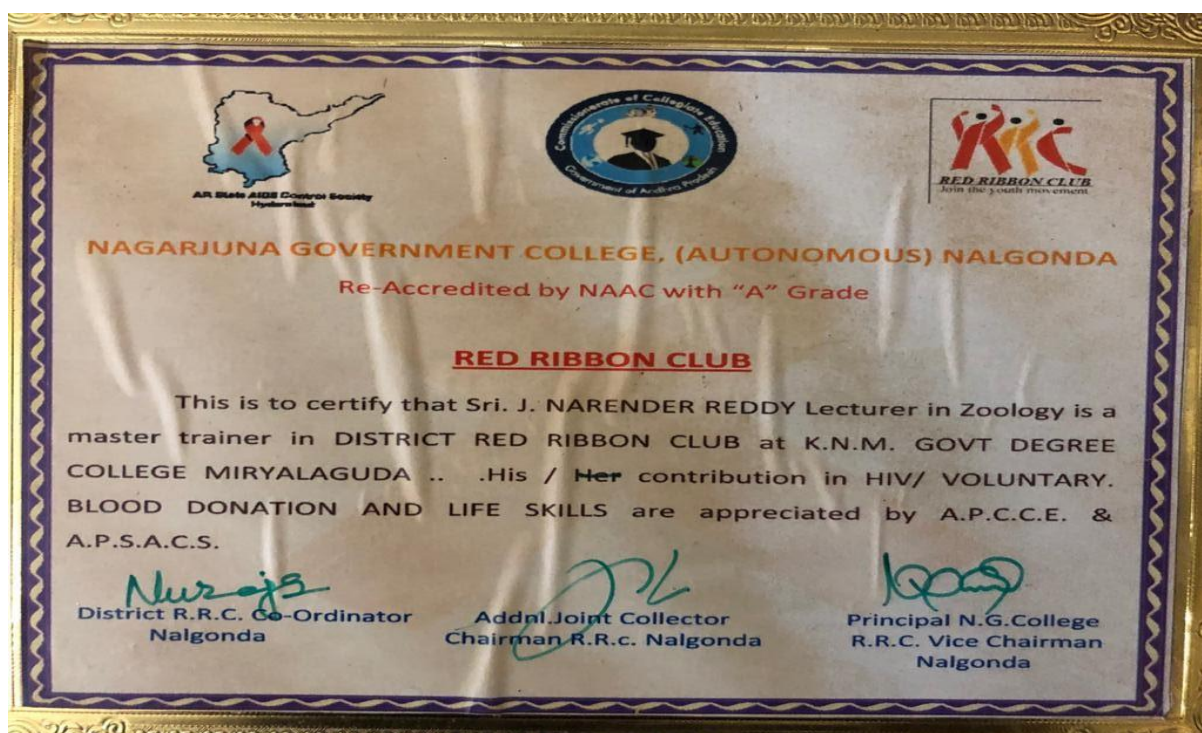 AP State AIDS Control Society
Hyderabad
Commissionerate of Collegiate Education
Government of Andhra Pradesh
RRC
RED RIBBON CLUB
Join the youth movement
NAGARJUNA GOVERNMENT COLLEGE, (AUTONOMOUS) NALGONDA
Re-Accredited by NAAC with “A” Grade
RED RIBBON CLUB
This is to certify that Sri. J. NARENDER REDDY Lecturer in Zoology is a
master trainer in DISTRICT RED RIBBON CLUB at K.N.M. GOVT DEGREE
COLLEGE MIRYALAGUDA .. .His / Her contribution in HIV/ VOLUNTARY.
BLOOD DONATION AND LIFE SKILLS are appreciated by A.P.C.C.E. &
A.P.S.A.C.S.
District R.R.C. Co-Ordinator
Nalgonda
Addnl.Joint Collector
Chairman R.R.c. Nalgonda
Principal N.G.College
R.R.C. Vice Chairman
Nalgonda